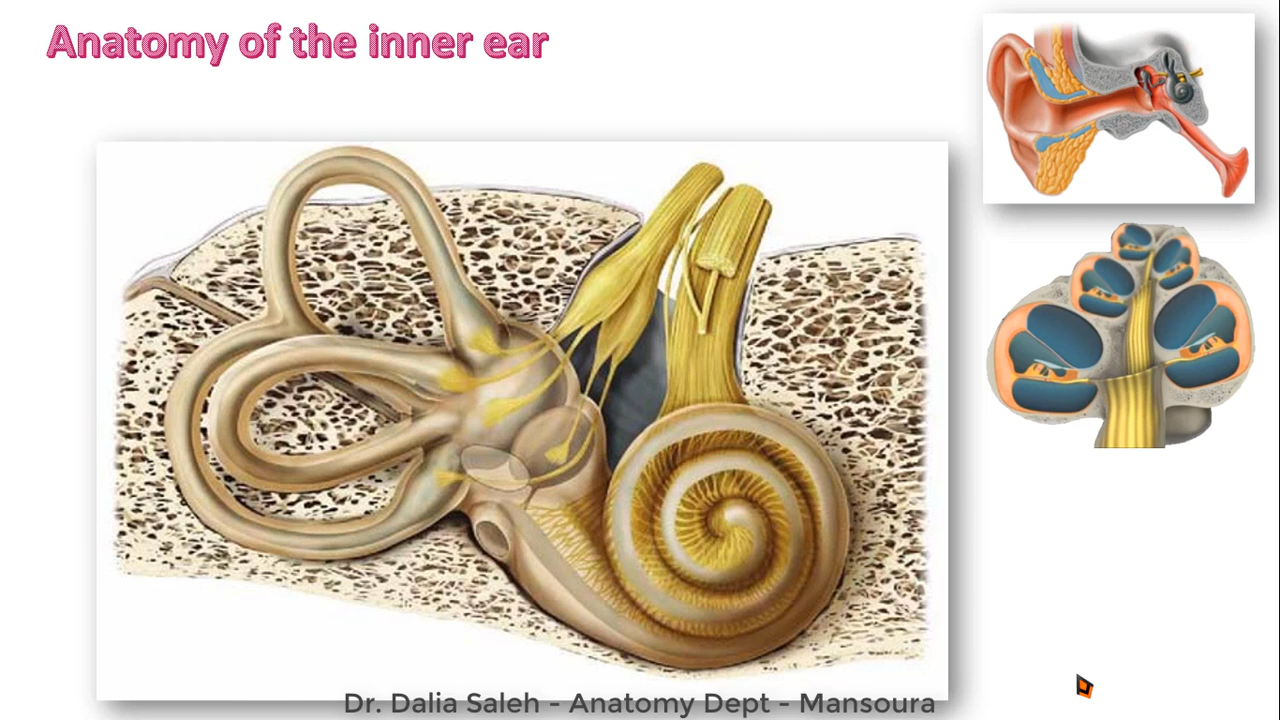 Anatomy of the inner ear
Dr. Dalia Saleh - Anatomy Dept - Mansoura